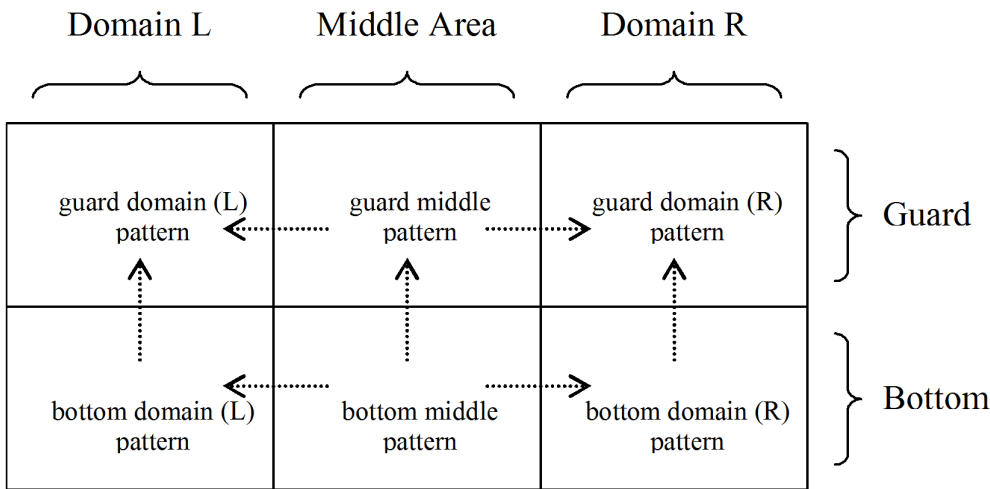 Domain L
Middle Area
Domain R
guard domain (L)
pattern
guard middle
pattern
guard domain (R)
pattern
Guard
bottom domain (L)
pattern
bottom middle
pattern
bottom domain (R)
pattern
Bottom